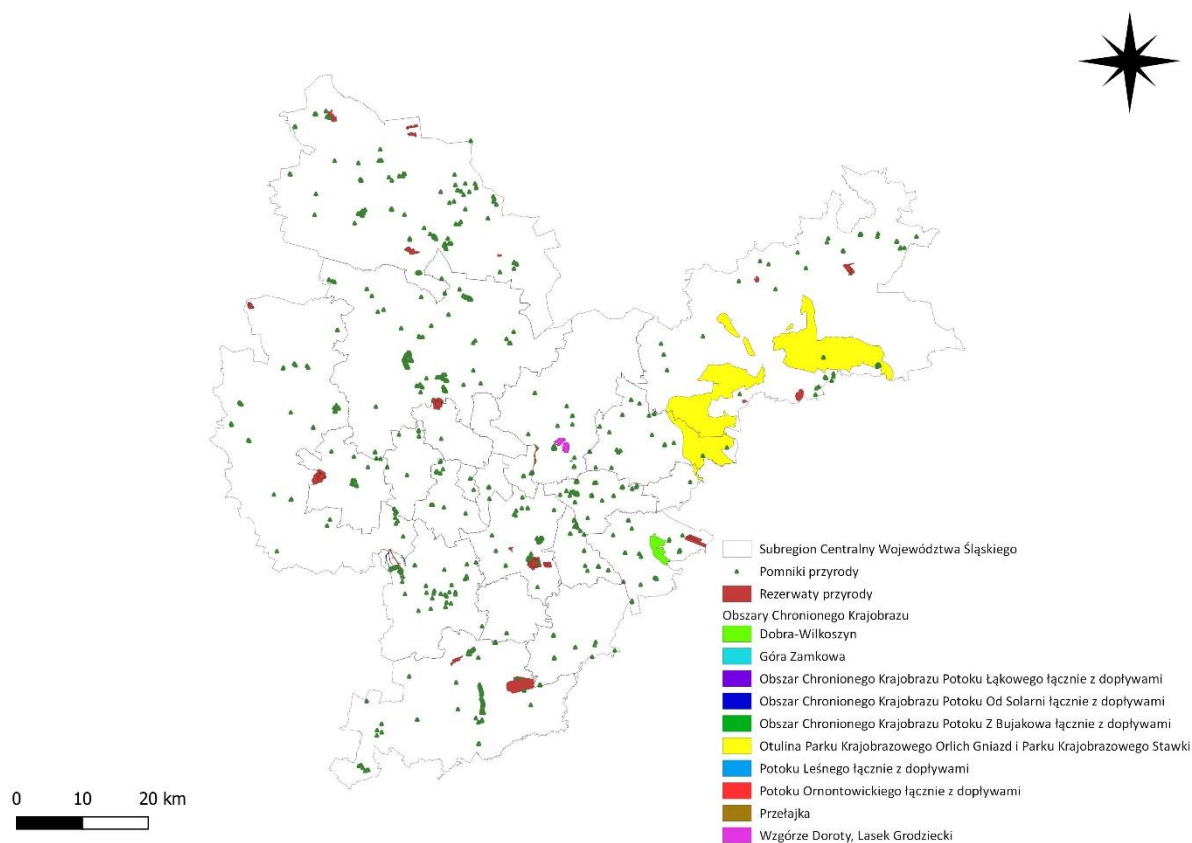 Subregion Centralny Województwa Śląskiego
Pomniki przyrody
Rezerwaty przyrody
Obszary Chronionego Krajobrazu
Dobra-Wilkoszyn
Góra Zamkowa
Obszar Chronionego Krajobrazu Potoku Łąkowego łącznie z dopływami
Obszar Chronionego Krajobrazu Potoku Od Solarni łącznie z dopływami
Obszar Chronionego Krajobrazu Potoku Z Bujakowa łącznie z dopływami
Otulina Parku Krajobrazowego Orlich Gniazd i Parku Krajobrazowego Stawki
Potoku Leśnego łącznie z dopływami
Potoku Ornontowickiego łącznie z dopływami
Przełajka
Wzgórze Doroty, Lasek Grodziecki
0 10 20 km